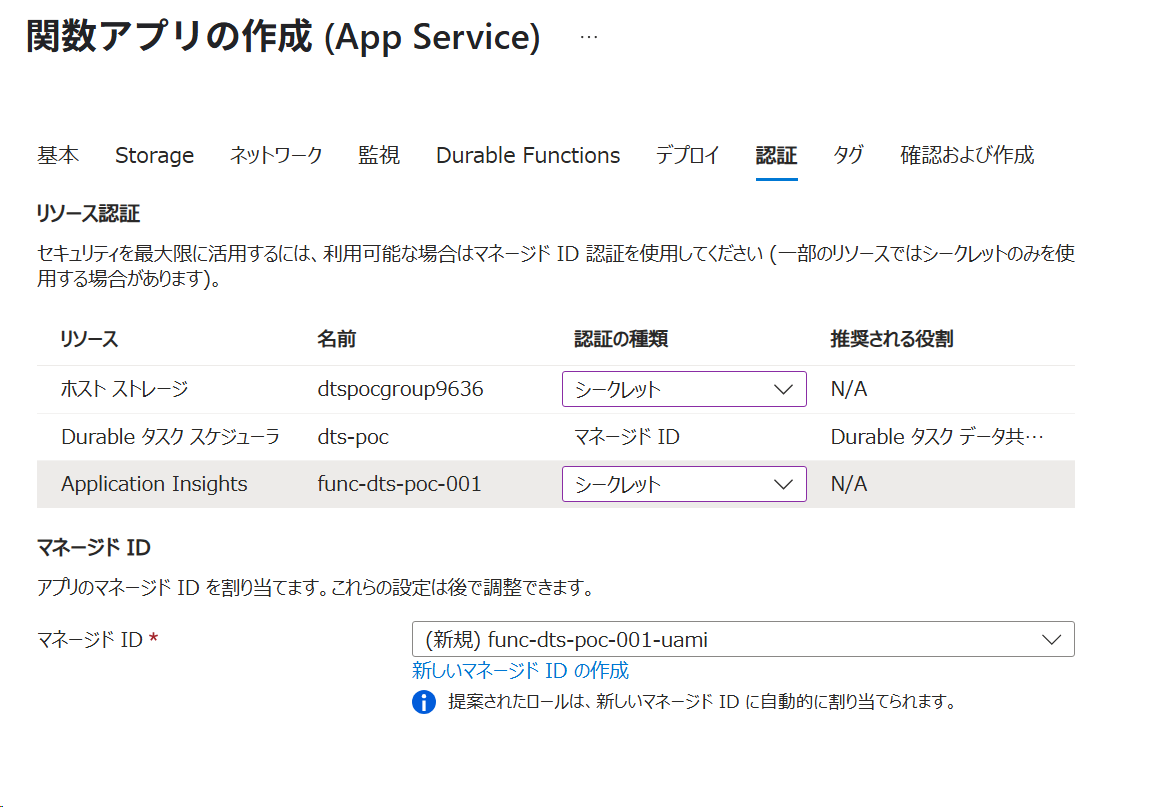 関数アプリの作成 (App Service) …
基本 Storage ネットワーク 監視 Durable Functions デプロイ 認証 タグ 確認および作成
リソース認証
セキュリティを最大限に活用するには、利用可能な場合はマネージド ID 認証を使用してください (一部のリソースではシークレットのみを使
用する場合があります)。
リソース 名前 認証の種類 推奨される役割
ホスト ストレージ dtspocgroup9636 シークレット N/A
Durable タスク スケジューラ dts-poc マネージド ID Durable タスク データ共…
Application Insights func-dts-poc-001 シークレット N/A
マネージド ID
アプリのマネージド ID を割り当てます。これらの設定は後で調整できます。
マネージド ID * (新規) func-dts-poc-001-uami
新しいマネージド ID の作成
提案されたロールは、新しいマネージド ID に自動的に割り当てられます。